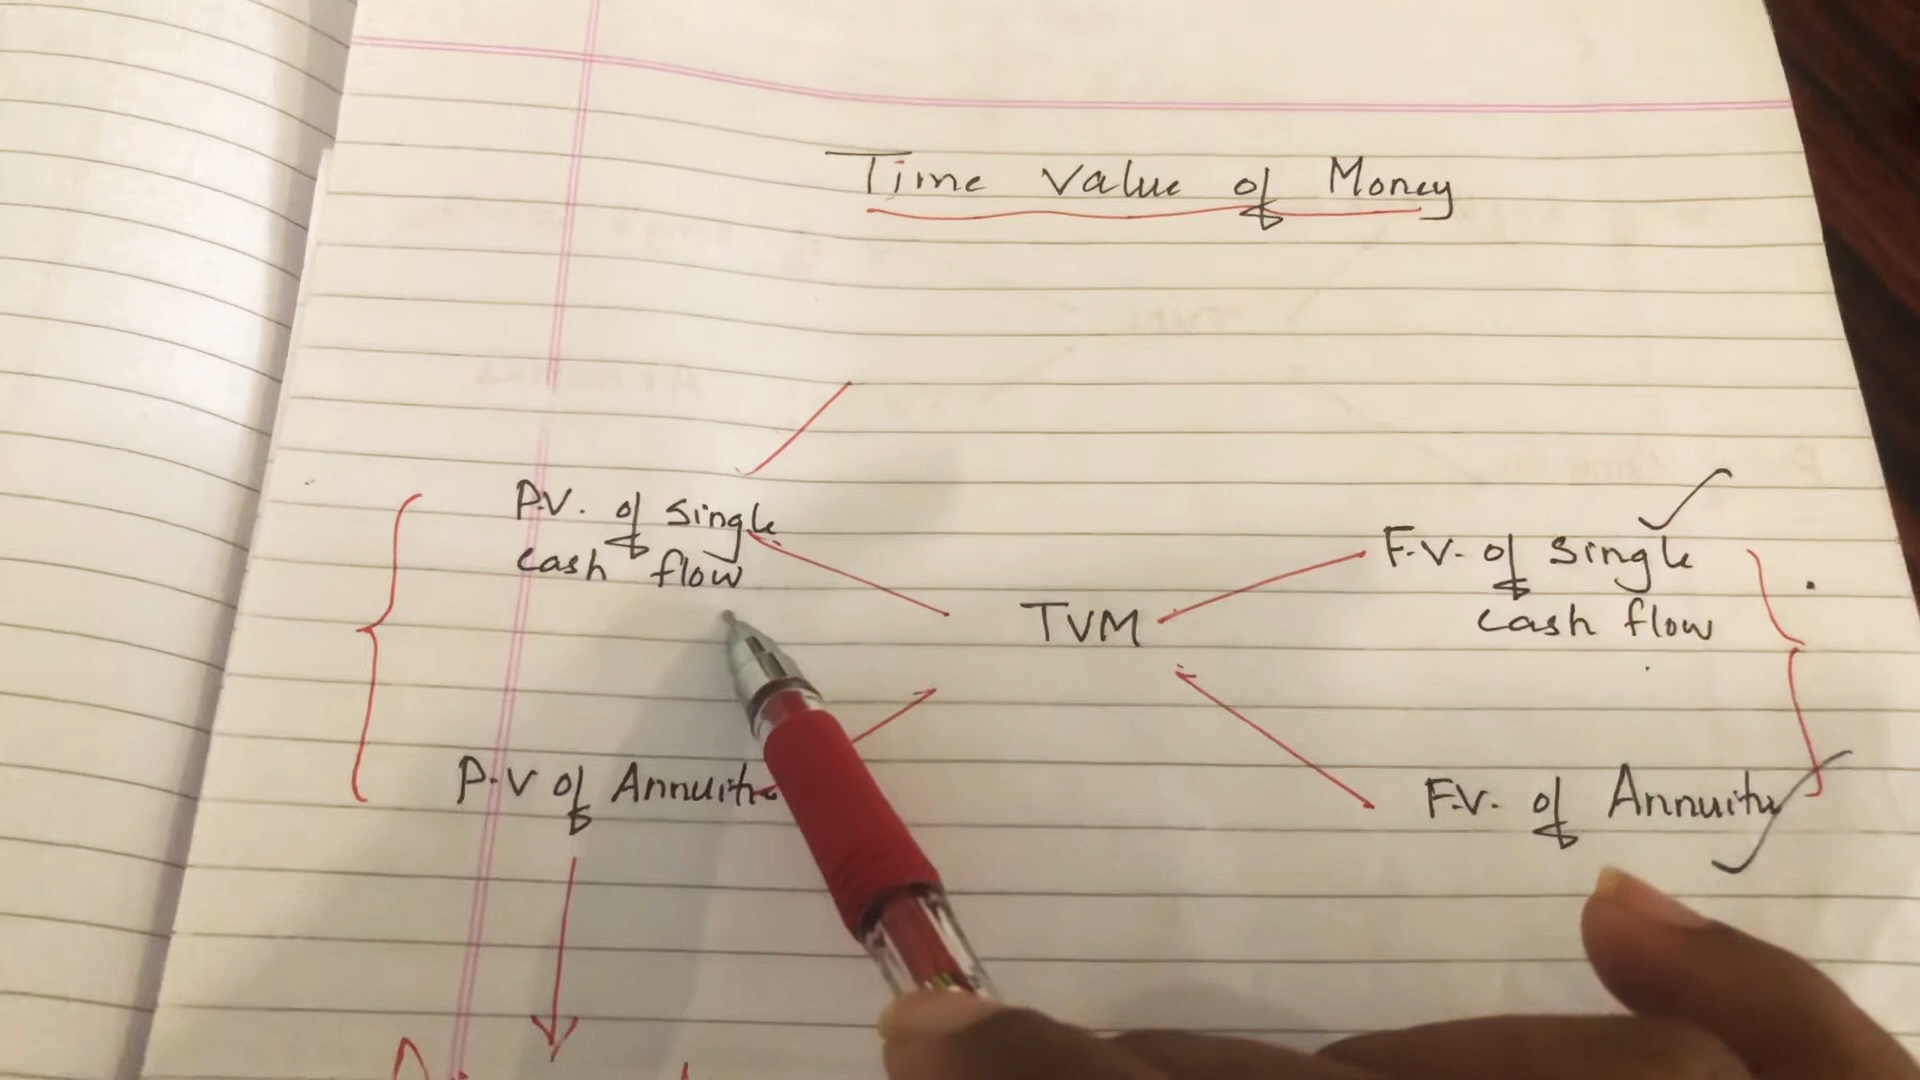 Time Value of Money
P.V. of Single
cash flow
TVM
F.V. of Single
cash flow
P.V of Annuity
F.V. of Annuity